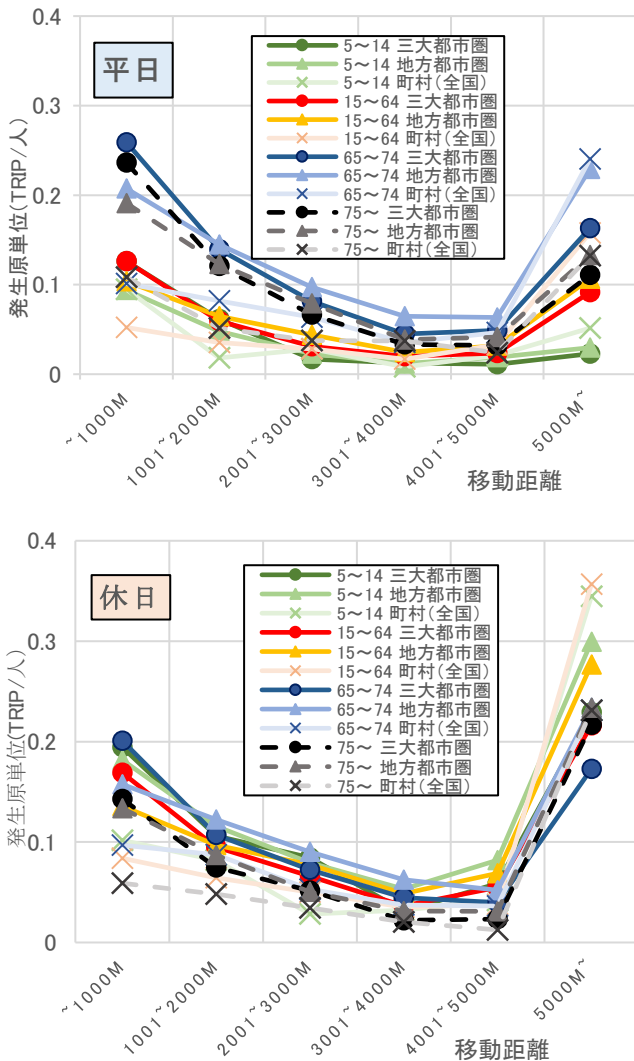 0.4
平日
5～14 三大都市圏
5～14 地方都市圏
5～14 町村(全国)
15～64 三大都市圏
15～64 地方都市圏
15～64 町村(全国)
65～74 三大都市圏
65～74 地方都市圏
65～74 町村(全国)
75～ 三大都市圏
75～ 地方都市圏
75～ 町村(全国)
0.3
0.2
0.1
0
発生原単位(TRIP/人)
~1000M
1001~2000M
2001~3000M
3001~4000M
4001~5000M
5000M~
移動距離
0.4
休日
5～14 三大都市圏
5～14 地方都市圏
5～14 町村(全国)
15～64 三大都市圏
15～64 地方都市圏
15～64 町村(全国)
65～74 三大都市圏
65～74 地方都市圏
65～74 町村(全国)
75～ 三大都市圏
75～ 地方都市圏
75～ 町村(全国)
0.3
0.2
0.1
0
発生原単位(TRIP/人)
~1000M
1001~2000M
2001~3000M
3001~4000M
4001~5000M
5000M~
移動距離